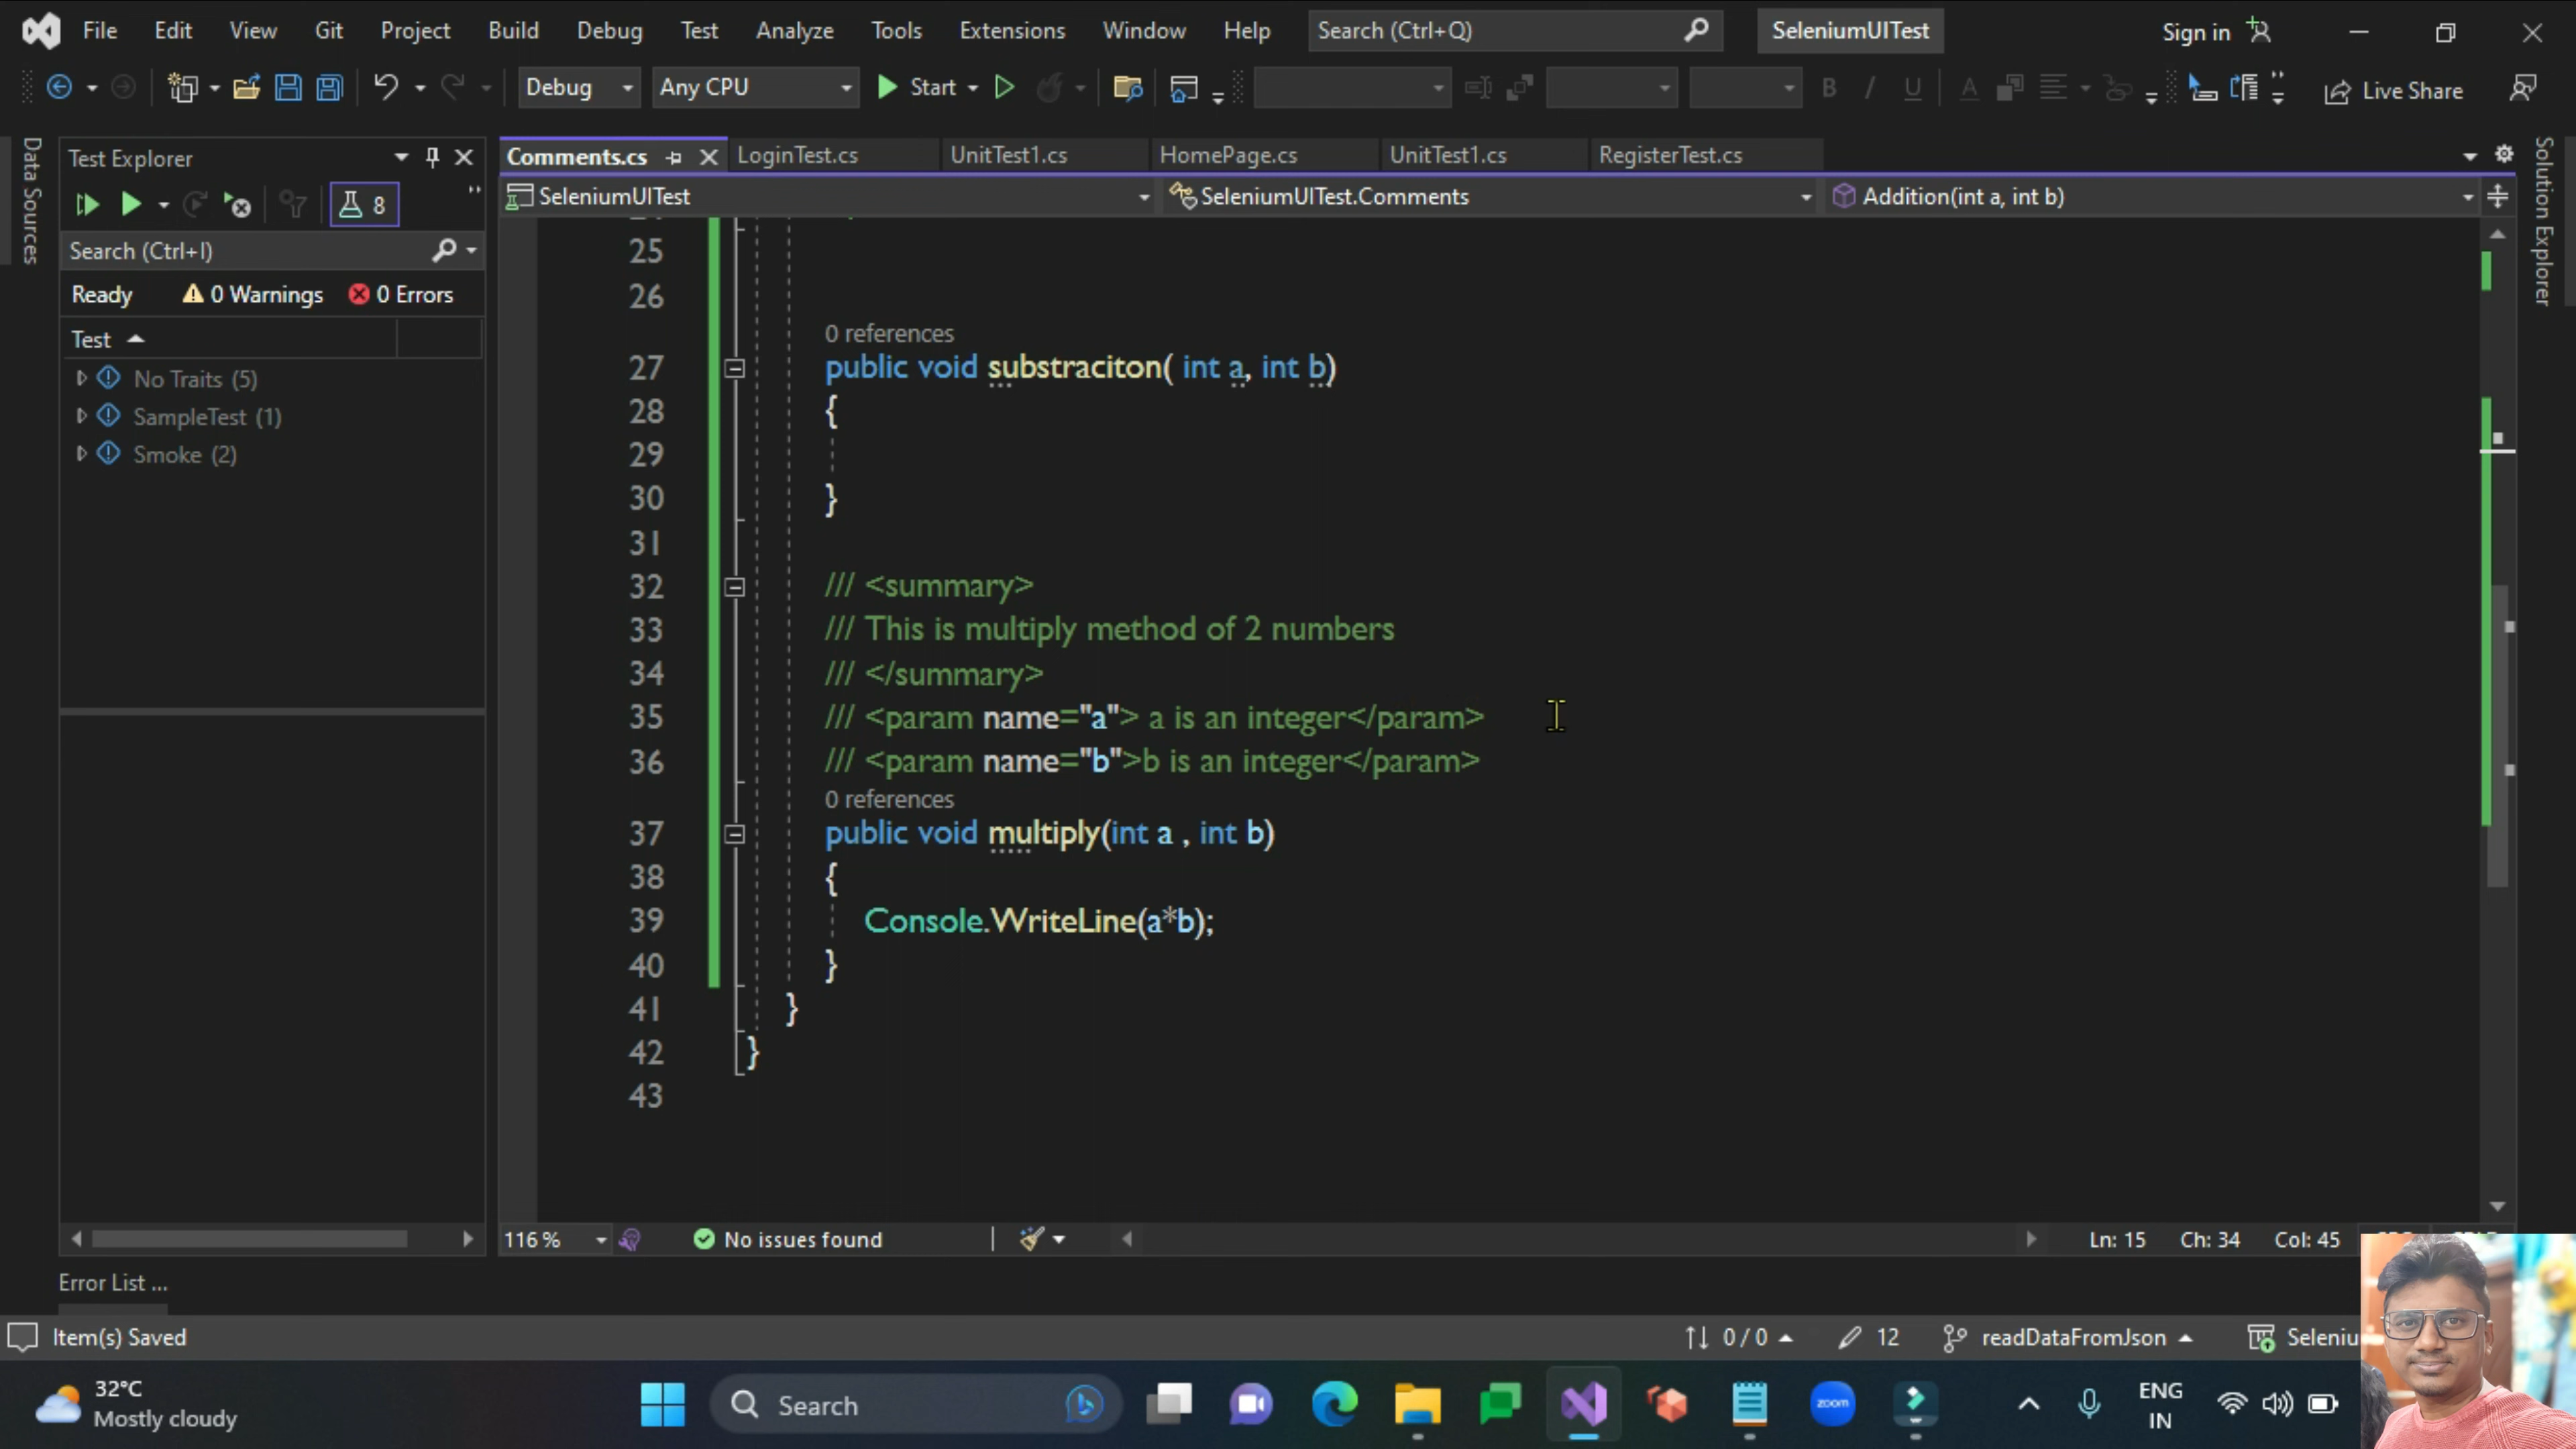 File Edit View Git Project Build Debug Test Analyze Tools Extensions Window Help Search (Ctrl+Q) SeleniumUITest Sign in
Debug Any CPU Start Live Share
Data Sources
Test Explorer
8
Search (Ctrl+I)
Ready 0 Warnings 0 Errors
Test
No Traits (5)
SampleTest (1)
Smoke (2)
Comments.cs LoginTest.cs UnitTest1.cs HomePage.cs UnitTest1.cs RegisterTest.cs
SeleniumUITest SeleniumUITest.Comments Addition(int a, int b)
Solution Explorer
25
26
0 references
27 public void substraciton( int a, int b)
28 {
29
30 }
31
32 /// <summary>
33 /// This is multiply method of 2 numbers
34 /// </summary>
35 /// <param name="a"> a is an integer</param>
36 /// <param name="b">b is an integer</param>
0 references
37 public void multiply(int a , int b)
38 {
39 Console.WriteLine(a*b);
40 }
41 }
42 }
43
116 % No issues found Ln: 15 Ch: 34 Col: 45
Error List ...
Item(s) Saved 0 / 0 12 readDataFromJson Seleniu
32°C
Mostly cloudy
Search
zoom
ENG
IN